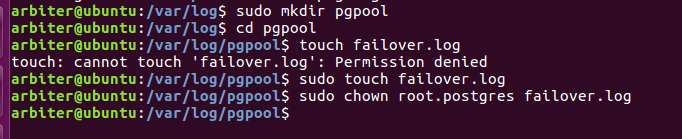 arbiter@ubuntu:/var/log$ sudo mkdir pgpool
arbiter@ubuntu:/var/log$ cd pgpool
arbiter@ubuntu:/var/log/pgpool$ touch failover.log
touch: cannot touch 'failover.log': Permission denied
arbiter@ubuntu:/var/log/pgpool$ sudo touch failover.log
arbiter@ubuntu:/var/log/pgpool$ sudo chown root.postgres failover.log
arbiter@ubuntu:/var/log/pgpool$